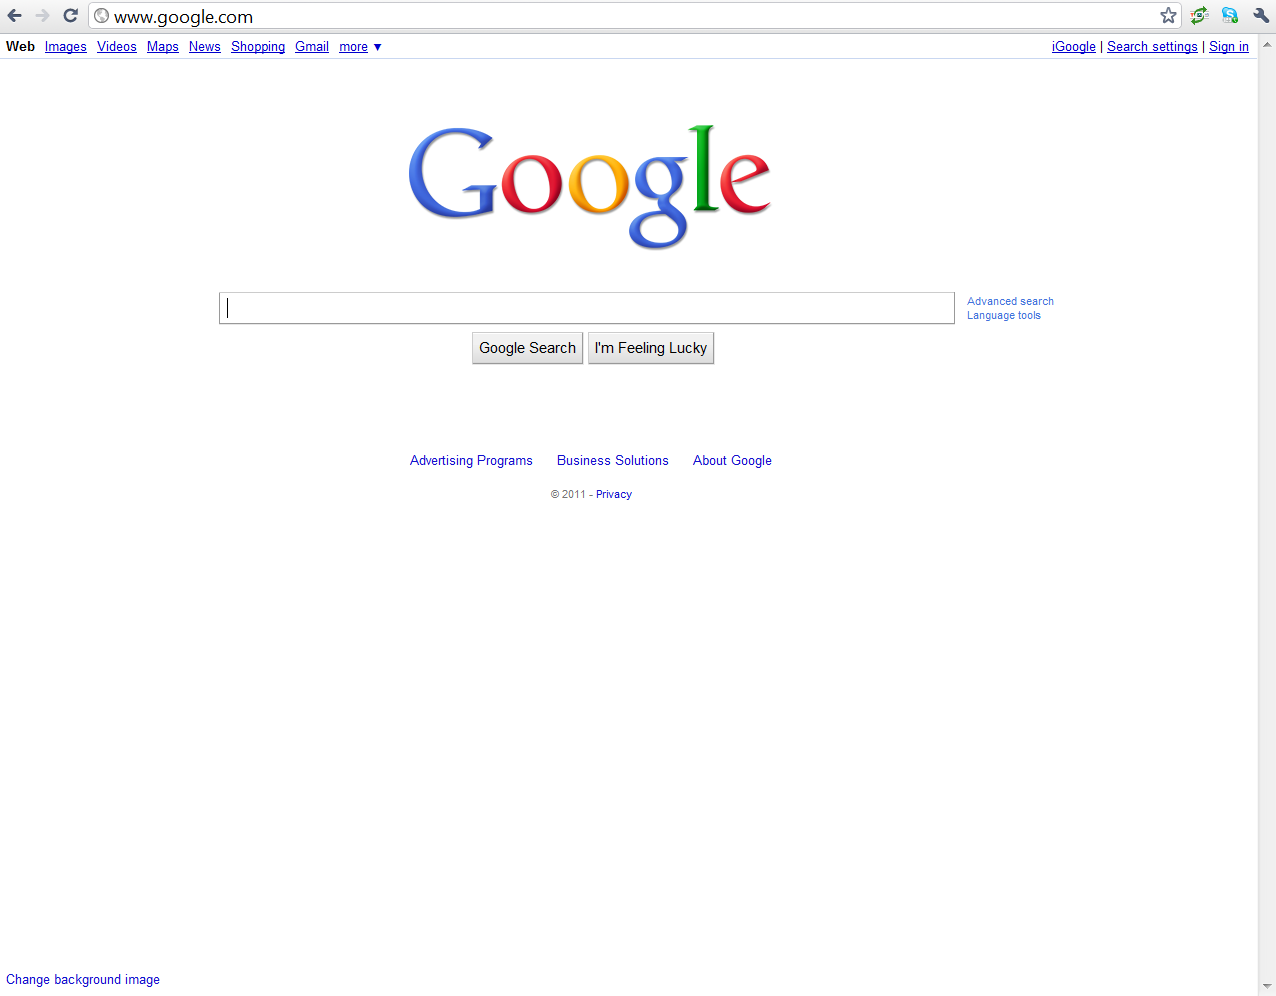 www.google.com
Web Images Videos Maps News Shopping Gmail more ▼ iGoogle | Search settings | Sign in
Google
Advanced search
Language tools
Google Search I'm Feeling Lucky
Advertising Programs Business Solutions About Google
© 2011 - Privacy
Change background image